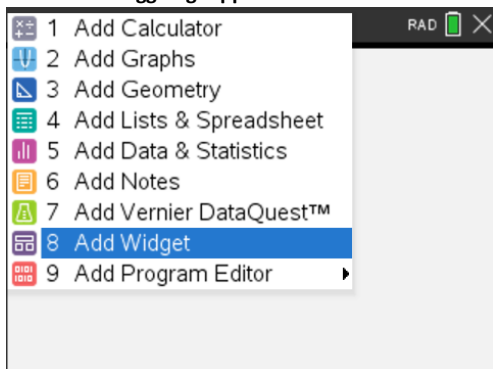 1 Add Calculator
RAD
2 Add Graphs
3 Add Geometry
4 Add Lists & Spreadsheet
5 Add Data & Statistics
6 Add Notes
7 Add Vernier DataQuest™
8 Add Widget
9 Add Program Editor